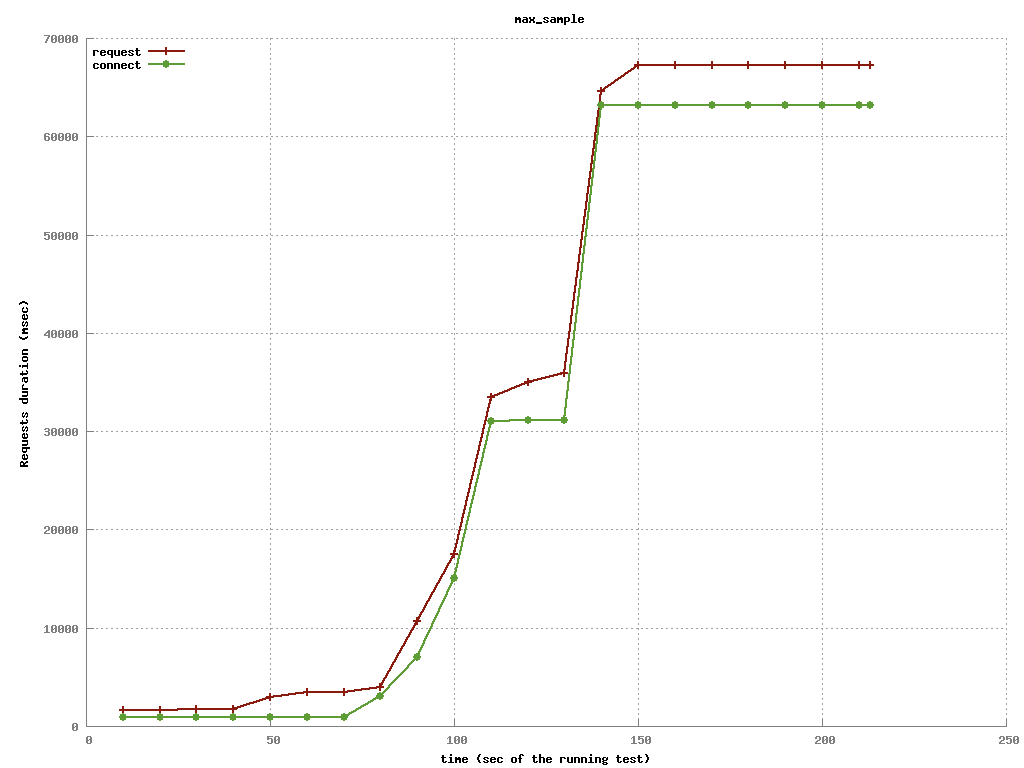 max_sample
70000
request
connect
60000
50000
40000
Requests duration (msec)
30000
20000
10000
0
0 50 100 150 200 250
time (sec of the running test)